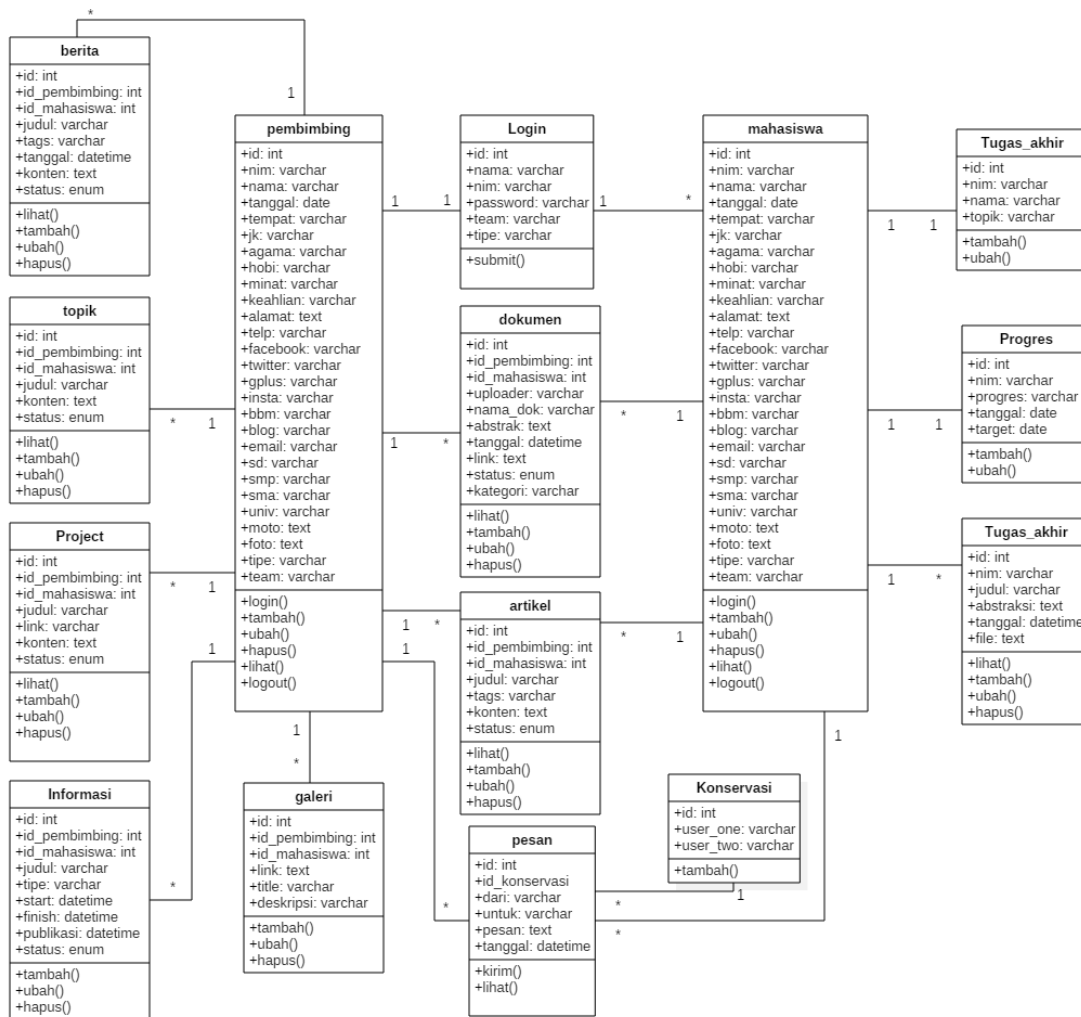 *
berita
+id: int
+id_pembimbing: int
+id_mahasiswa: int
+judul: varchar
+tags: varchar
+tanggal: datetime
+konten: text
+status: enum
+lihat()
+tambah()
+ubah()
+hapus()
1
topik
+id: int
+id_pembimbing: int
+id_mahasiswa: int
+judul: varchar
+konten: text
+status: enum
+lihat()
+tambah()
+ubah()
+hapus()
* 1
Project
+id: int
+id_pembimbing: int
+id_mahasiswa: int
+judul: varchar
+link: varchar
+konten: text
+status: enum
+lihat()
+tambah()
+ubah()
+hapus()
* 1
Informasi
+id: int
+id_pembimbing: int
+id_mahasiswa: int
+judul: varchar
+tipe: varchar
+start: datetime
+finish: datetime
+publikasi: datetime
+status: enum
+tambah()
+ubah()
+hapus()
1
*
pembimbing
+id: int
+nim: varchar
+nama: varchar
+tanggal: date
+tempat: varchar
+jk: varchar
+agama: varchar
+hobi: varchar
+minat: varchar
+keahlian: varchar
+alamat: text
+telp: varchar
+facebook: varchar
+twitter: varchar
+gplus: varchar
+insta: varchar
+bbm: varchar
+blog: varchar
+email: varchar
+sd: varchar
+smp: varchar
+sma: varchar
+univ: varchar
+moto: text
+foto: text
+tipe: varchar
+team: varchar
+login()
+tambah()
+ubah()
+hapus()
+lihat()
+logout()
1
*
galeri
+id: int
+id_pembimbing: int
+id_mahasiswa: int
+link: text
+title: varchar
+deskripsi: varchar
+tambah()
+ubah()
+hapus()
1 1
Login
+id: int
+nama: varchar
+nim: varchar
+password: varchar
+team: varchar
+tipe: varchar
+submit()
1 *
dokumen
+id: int
+id_pembimbing: int
+id_mahasiswa: int
+uploader: varchar
+nama_dok: varchar
+abstrak: text
+tanggal: datetime
+link: text
+status: enum
+kategori: varchar
+lihat()
+tambah()
+ubah()
+hapus()
1 *
* 1
artikel
+id: int
+id_pembimbing: int
+id_mahasiswa: int
+judul: varchar
+tags: varchar
+konten: text
+status: enum
+lihat()
+tambah()
+ubah()
+hapus()
1 *
* 1
1
*
pesan
+id: int
+id_konservasi
+dari: varchar
+untuk: varchar
+pesan: text
+tanggal: datetime
+kirim()
+lihat()
Konservasi
+id: int
+user_one: varchar
+user_two: varchar
+tambah()
* 1
*
1
mahasiswa
+id: int
+nim: varchar
+nama: varchar
+tanggal: date
+tempat: varchar
+jk: varchar
+agama: varchar
+hobi: varchar
+minat: varchar
+keahlian: varchar
+alamat: text
+telp: varchar
+facebook: varchar
+twitter: varchar
+gplus: varchar
+insta: varchar
+bbm: varchar
+blog: varchar
+email: varchar
+sd: varchar
+smp: varchar
+sma: varchar
+univ: varchar
+moto: text
+foto: text
+tipe: varchar
+team: varchar
+login()
+tambah()
+ubah()
+hapus()
+lihat()
+logout()
1 1
Tugas_akhir
+id: int
+nim: varchar
+nama: varchar
+topik: varchar
+tambah()
+ubah()
1 1
Progres
+id: int
+nim: varchar
+progres: varchar
+tanggal: date
+target: date
+tambah()
+ubah()
1 *
Tugas_akhir
+id: int
+nim: varchar
+judul: varchar
+abstraksi: text
+tanggal: datetime
+file: text
+lihat()
+tambah()
+ubah()
+hapus()